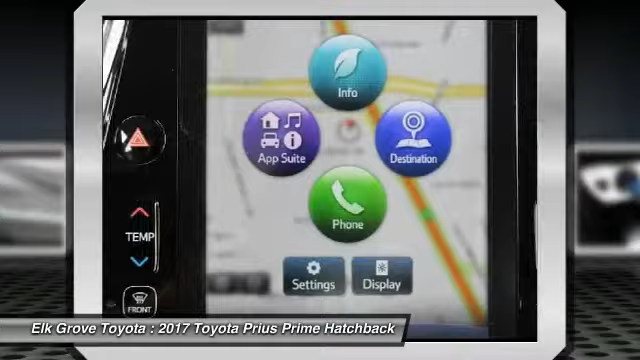 Info
App Suite
Destination
Phone
TEMP
Settings
Display
FRONT
Elk Grove Toyota : 2017 Toyota Prius Prime Hatchback